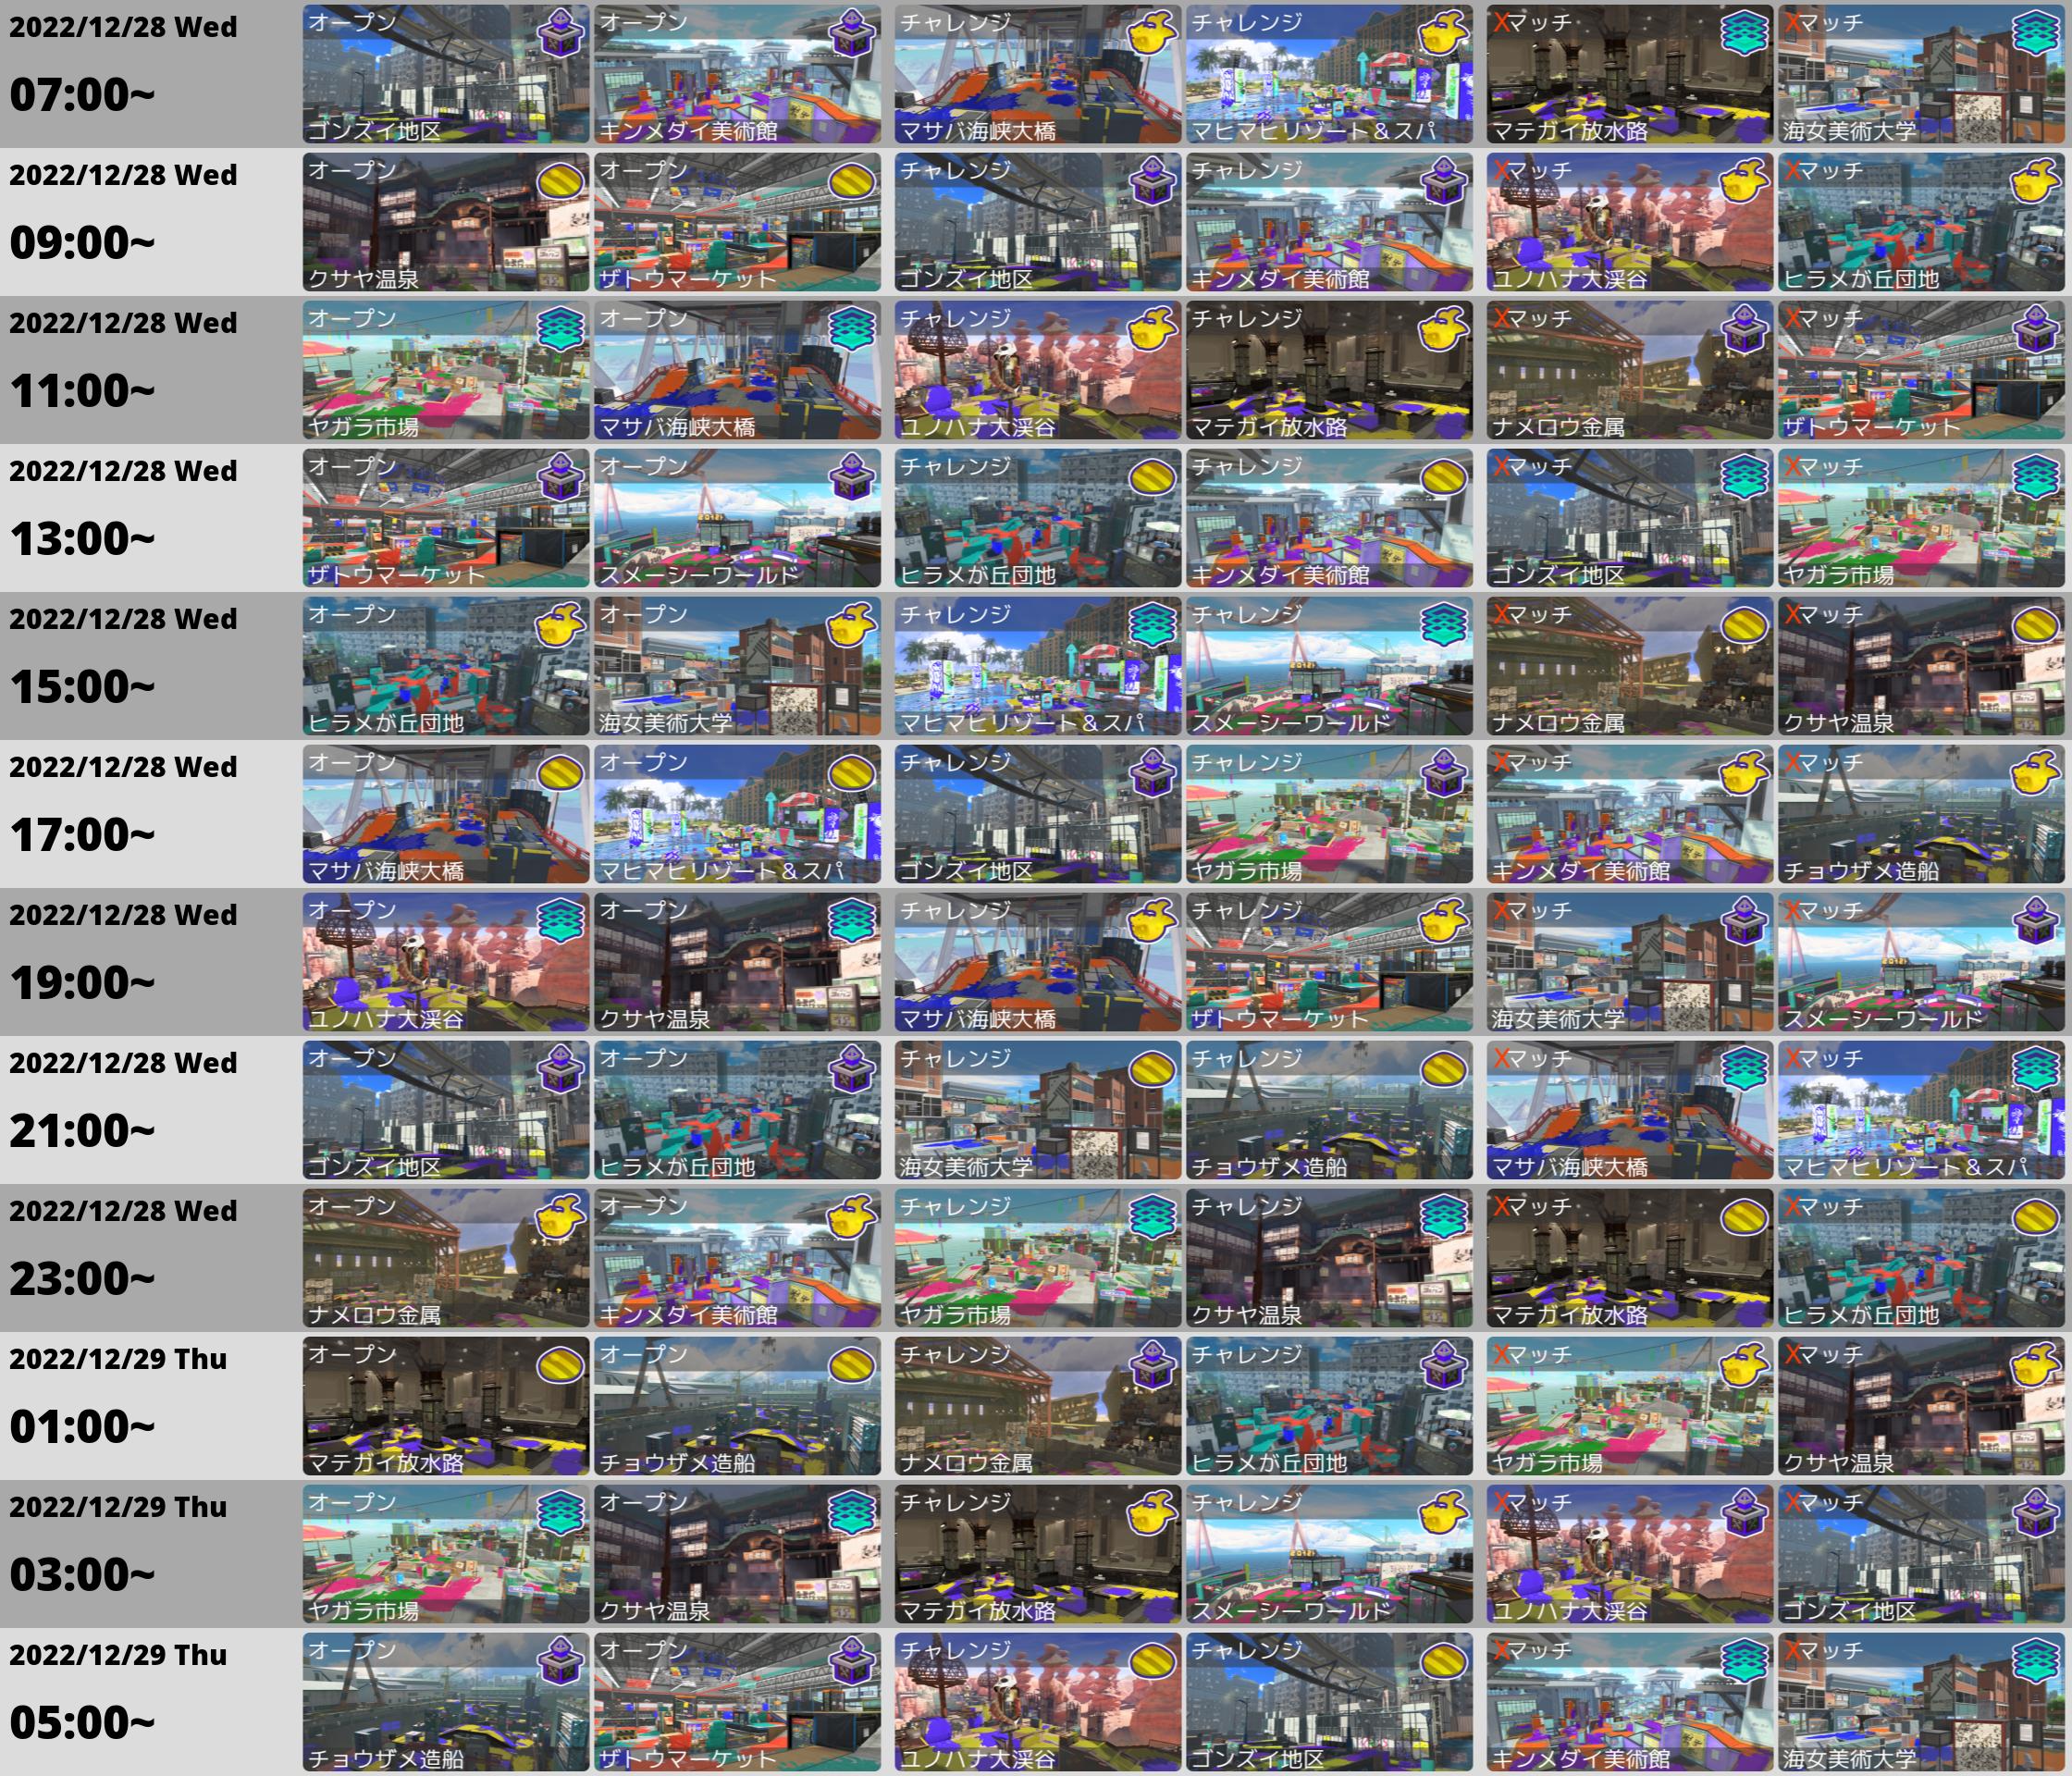 2022/12/28 Wed
07:00~
オープン
ゴンズイ地区
オープン
キンメダイ美術館
チャレンジ
マサバ海峡大橋
チャレンジ
マヒマヒリゾート＆スパ
Xマッチ
マテガイ放水路
Xマッチ
海女美術大学
2022/12/28 Wed
09:00~
オープン
クサヤ温泉
オープン
ザトウマーケット
チャレンジ
ゴンズイ地区
チャレンジ
キンメダイ美術館
Xマッチ
ユノハナ大渓谷
Xマッチ
ヒラメが丘団地
2022/12/28 Wed
11:00~
オープン
ヤガラ市場
オープン
マサバ海峡大橋
チャレンジ
ユノハナ大渓谷
チャレンジ
マテガイ放水路
Xマッチ
ナメロウ金属
Xマッチ
ザトウマーケット
2022/12/28 Wed
13:00~
オープン
ザトウマーケット
オープン
スメーシーワールド
チャレンジ
ヒラメが丘団地
チャレンジ
キンメダイ美術館
Xマッチ
ゴンズイ地区
Xマッチ
ヤガラ市場
2022/12/28 Wed
15:00~
オープン
ヒラメが丘団地
オープン
海女美術大学
チャレンジ
マヒマヒリゾート＆スパ
チャレンジ
スメーシーワールド
Xマッチ
ナメロウ金属
Xマッチ
クサヤ温泉
2022/12/28 Wed
17:00~
オープン
マサバ海峡大橋
オープン
マヒマヒリゾート＆スパ
チャレンジ
ゴンズイ地区
チャレンジ
ヤガラ市場
Xマッチ
キンメダイ美術館
Xマッチ
チョウザメ造船
2022/12/28 Wed
19:00~
オープン
ユノハナ大渓谷
オープン
クサヤ温泉
チャレンジ
マサバ海峡大橋
チャレンジ
ザトウマーケット
Xマッチ
海女美術大学
Xマッチ
スメーシーワールド
2022/12/28 Wed
21:00~
オープン
ゴンズイ地区
オープン
ヒラメが丘団地
チャレンジ
海女美術大学
チャレンジ
チョウザメ造船
Xマッチ
マサバ海峡大橋
Xマッチ
マヒマヒリゾート＆スパ
2022/12/28 Wed
23:00~
オープン
ナメロウ金属
オープン
キンメダイ美術館
チャレンジ
ヤガラ市場
チャレンジ
クサヤ温泉
Xマッチ
マテガイ放水路
Xマッチ
ヒラメが丘団地
2022/12/29 Thu
01:00~
オープン
マテガイ放水路
オープン
チョウザメ造船
チャレンジ
ナメロウ金属
チャレンジ
ヒラメが丘団地
Xマッチ
ヤガラ市場
Xマッチ
クサヤ温泉
2022/12/29 Thu
03:00~
オープン
ヤガラ市場
オープン
クサヤ温泉
チャレンジ
マテガイ放水路
チャレンジ
スメーシーワールド
Xマッチ
ユノハナ大渓谷
Xマッチ
ゴンズイ地区
2022/12/29 Thu
05:00~
オープン
チョウザメ造船
オープン
ザトウマーケット
チャレンジ
ユノハナ大渓谷
チャレンジ
ゴンズイ地区
Xマッチ
キンメダイ美術館
Xマッチ
海女美術大学